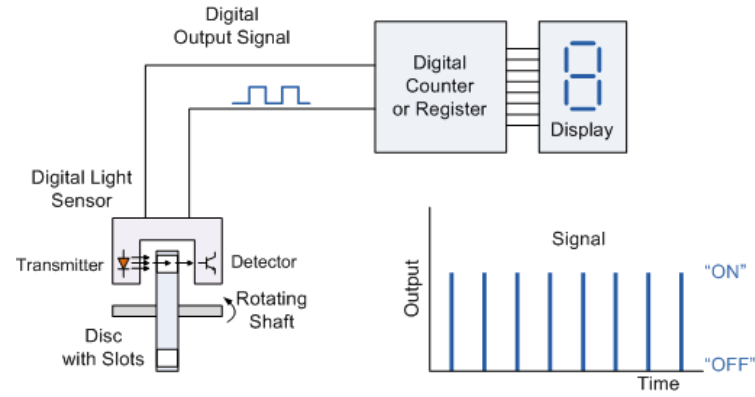 Digital
Output Signal
Digital
Counter
or Register
Display
Digital Light
Sensor
Transmitter
Detector
Rotating
Shaft
Disc
with Slots
Signal
Output
"ON"
"OFF"
Time